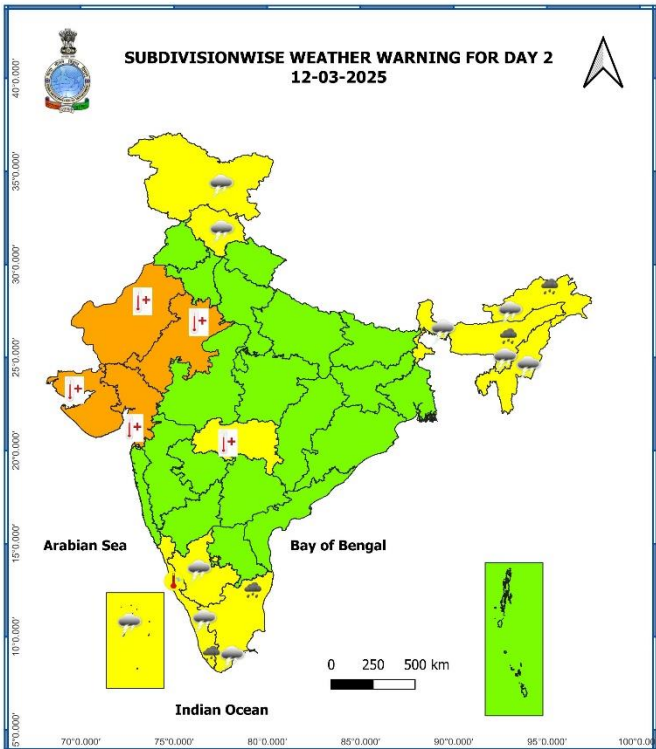 SUBDIVISIONWISE WEATHER WARNING FOR DAY 2
12-03-2025
40°0.000'
35°0.000'
30°0.000'
25°0.000'
20°0.000'
15°0.000'
10°0.000'
5°0.000'
Arabian Sea
Bay of Bengal
0 250 500 km
Indian Ocean
70°0.000' 75°0.000' 80°0.000' 85°0.000' 90°0.000' 95°0.000' 100°0.000'